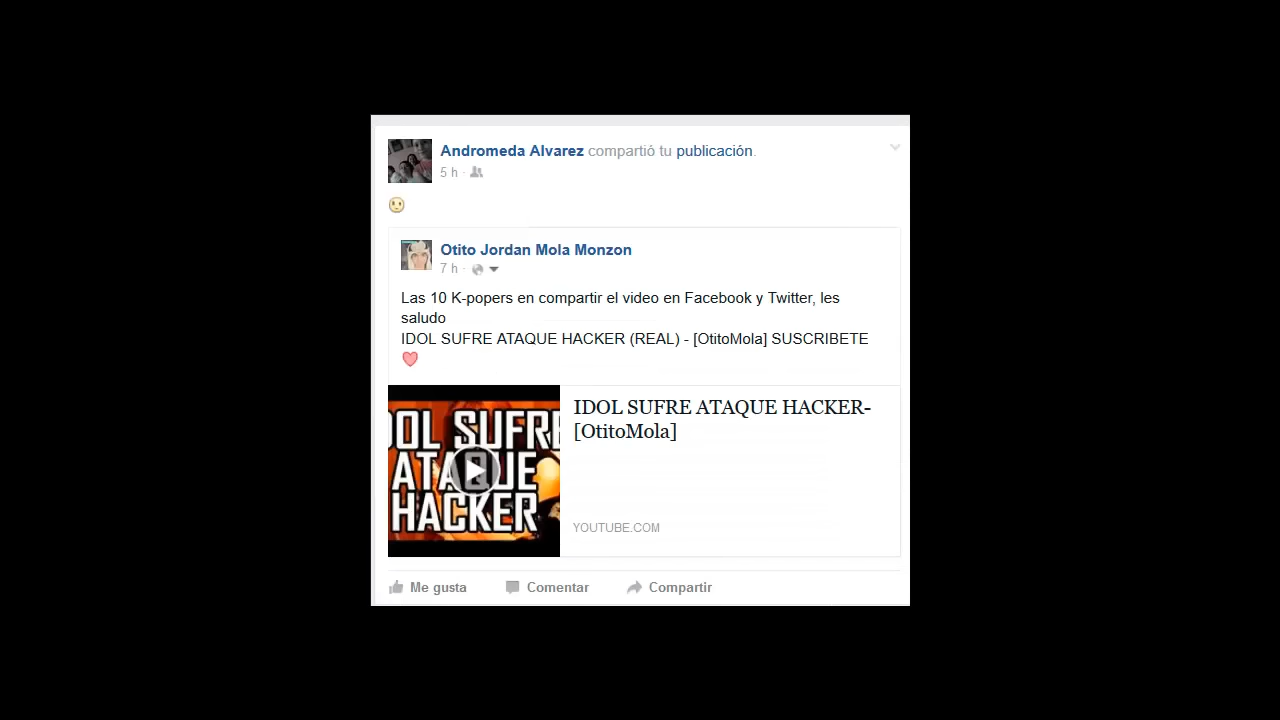 Andromeda Alvarez compartió tu publicación.
5 h ·
Otito Jordan Mola Monzon
7 h ·
Las 10 K-popers en compartir el video en Facebook y Twitter, les
saludo
IDOL SUFRE ATAQUE HACKER (REAL) - [OtitoMola] SUSCRIBETE
IDOL SUFRE ATAQUE HACKER-
[OtitoMola]
YOUTUBE.COM
DOL SUFRE
ATAQUE
HACKER
Me gusta Comentar Compartir